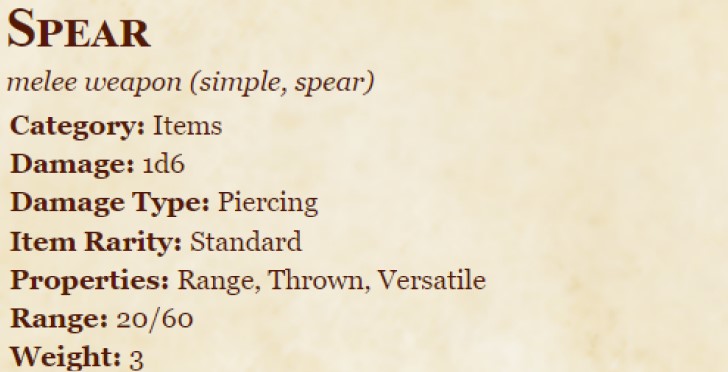 SPEAR
melee weapon (simple, spear)
Category: Items
Damage: 1d6
Damage Type: Piercing
Item Rarity: Standard
Properties: Range, Thrown, Versatile
Range: 20/60
Weight: 3